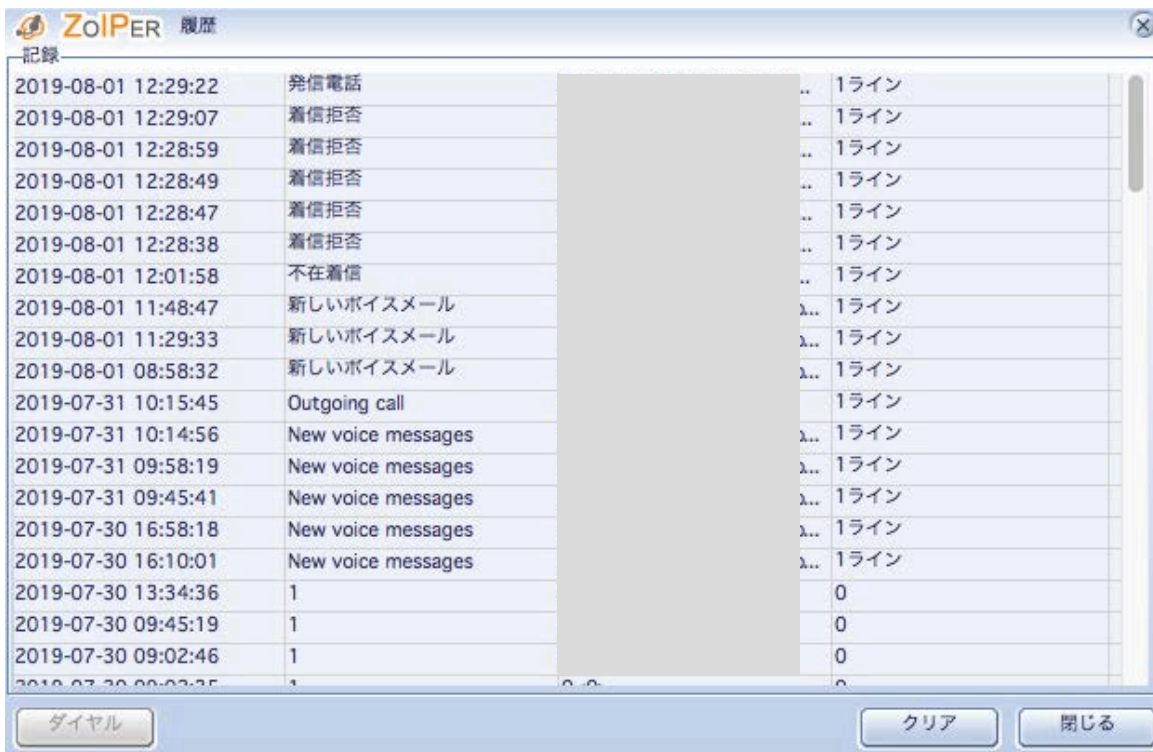 ZOIPER 履歴
記録
2019-08-01 12:29:22 発信電話 .. 1ライン
2019-08-01 12:29:07 着信拒否 .. 1ライン
2019-08-01 12:28:59 着信拒否 .. 1ライン
2019-08-01 12:28:49 着信拒否 .. 1ライン
2019-08-01 12:28:47 着信拒否 .. 1ライン
2019-08-01 12:28:38 着信拒否 .. 1ライン
2019-08-01 12:01:58 不在着信 .. 1ライン
2019-08-01 11:48:47 新しいボイスメール ... 1ライン
2019-08-01 11:29:33 新しいボイスメール ... 1ライン
2019-08-01 08:58:32 新しいボイスメール ... 1ライン
2019-07-31 10:15:45 Outgoing call 1ライン
2019-07-31 10:14:56 New voice messages ... 1ライン
2019-07-31 09:58:19 New voice messages ... 1ライン
2019-07-31 09:45:41 New voice messages ... 1ライン
2019-07-30 16:58:18 New voice messages ... 1ライン
2019-07-30 16:10:01 New voice messages ... 1ライン
2019-07-30 13:34:36 1 0
2019-07-30 09:45:19 1 0
2019-07-30 09:02:46 1 0
ダイヤル クリア 閉じる